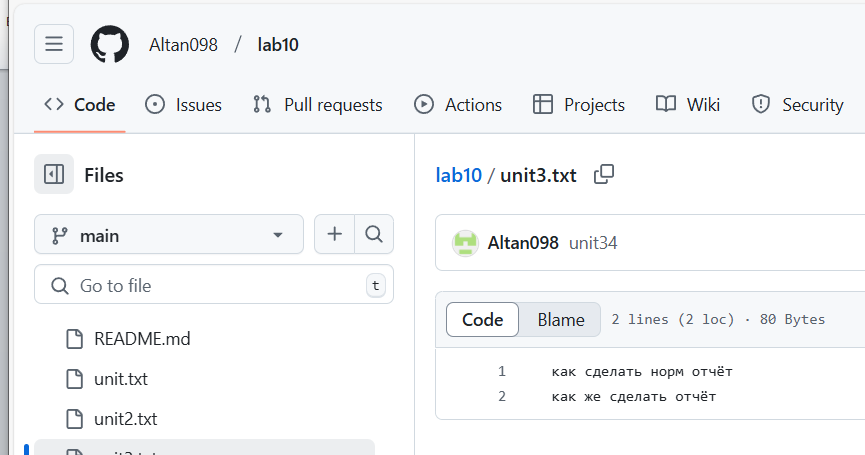 Altan098 / lab10
Code Issues Pull requests Actions Projects Wiki Security
Files
main
Go to file t
README.md
unit.txt
unit2.txt
lab10 / unit3.txt
Altan098 unit34
Code Blame 2 lines (2 loc) · 80 Bytes
1 как сделать норм отчёт
2 как же сделать отчёт